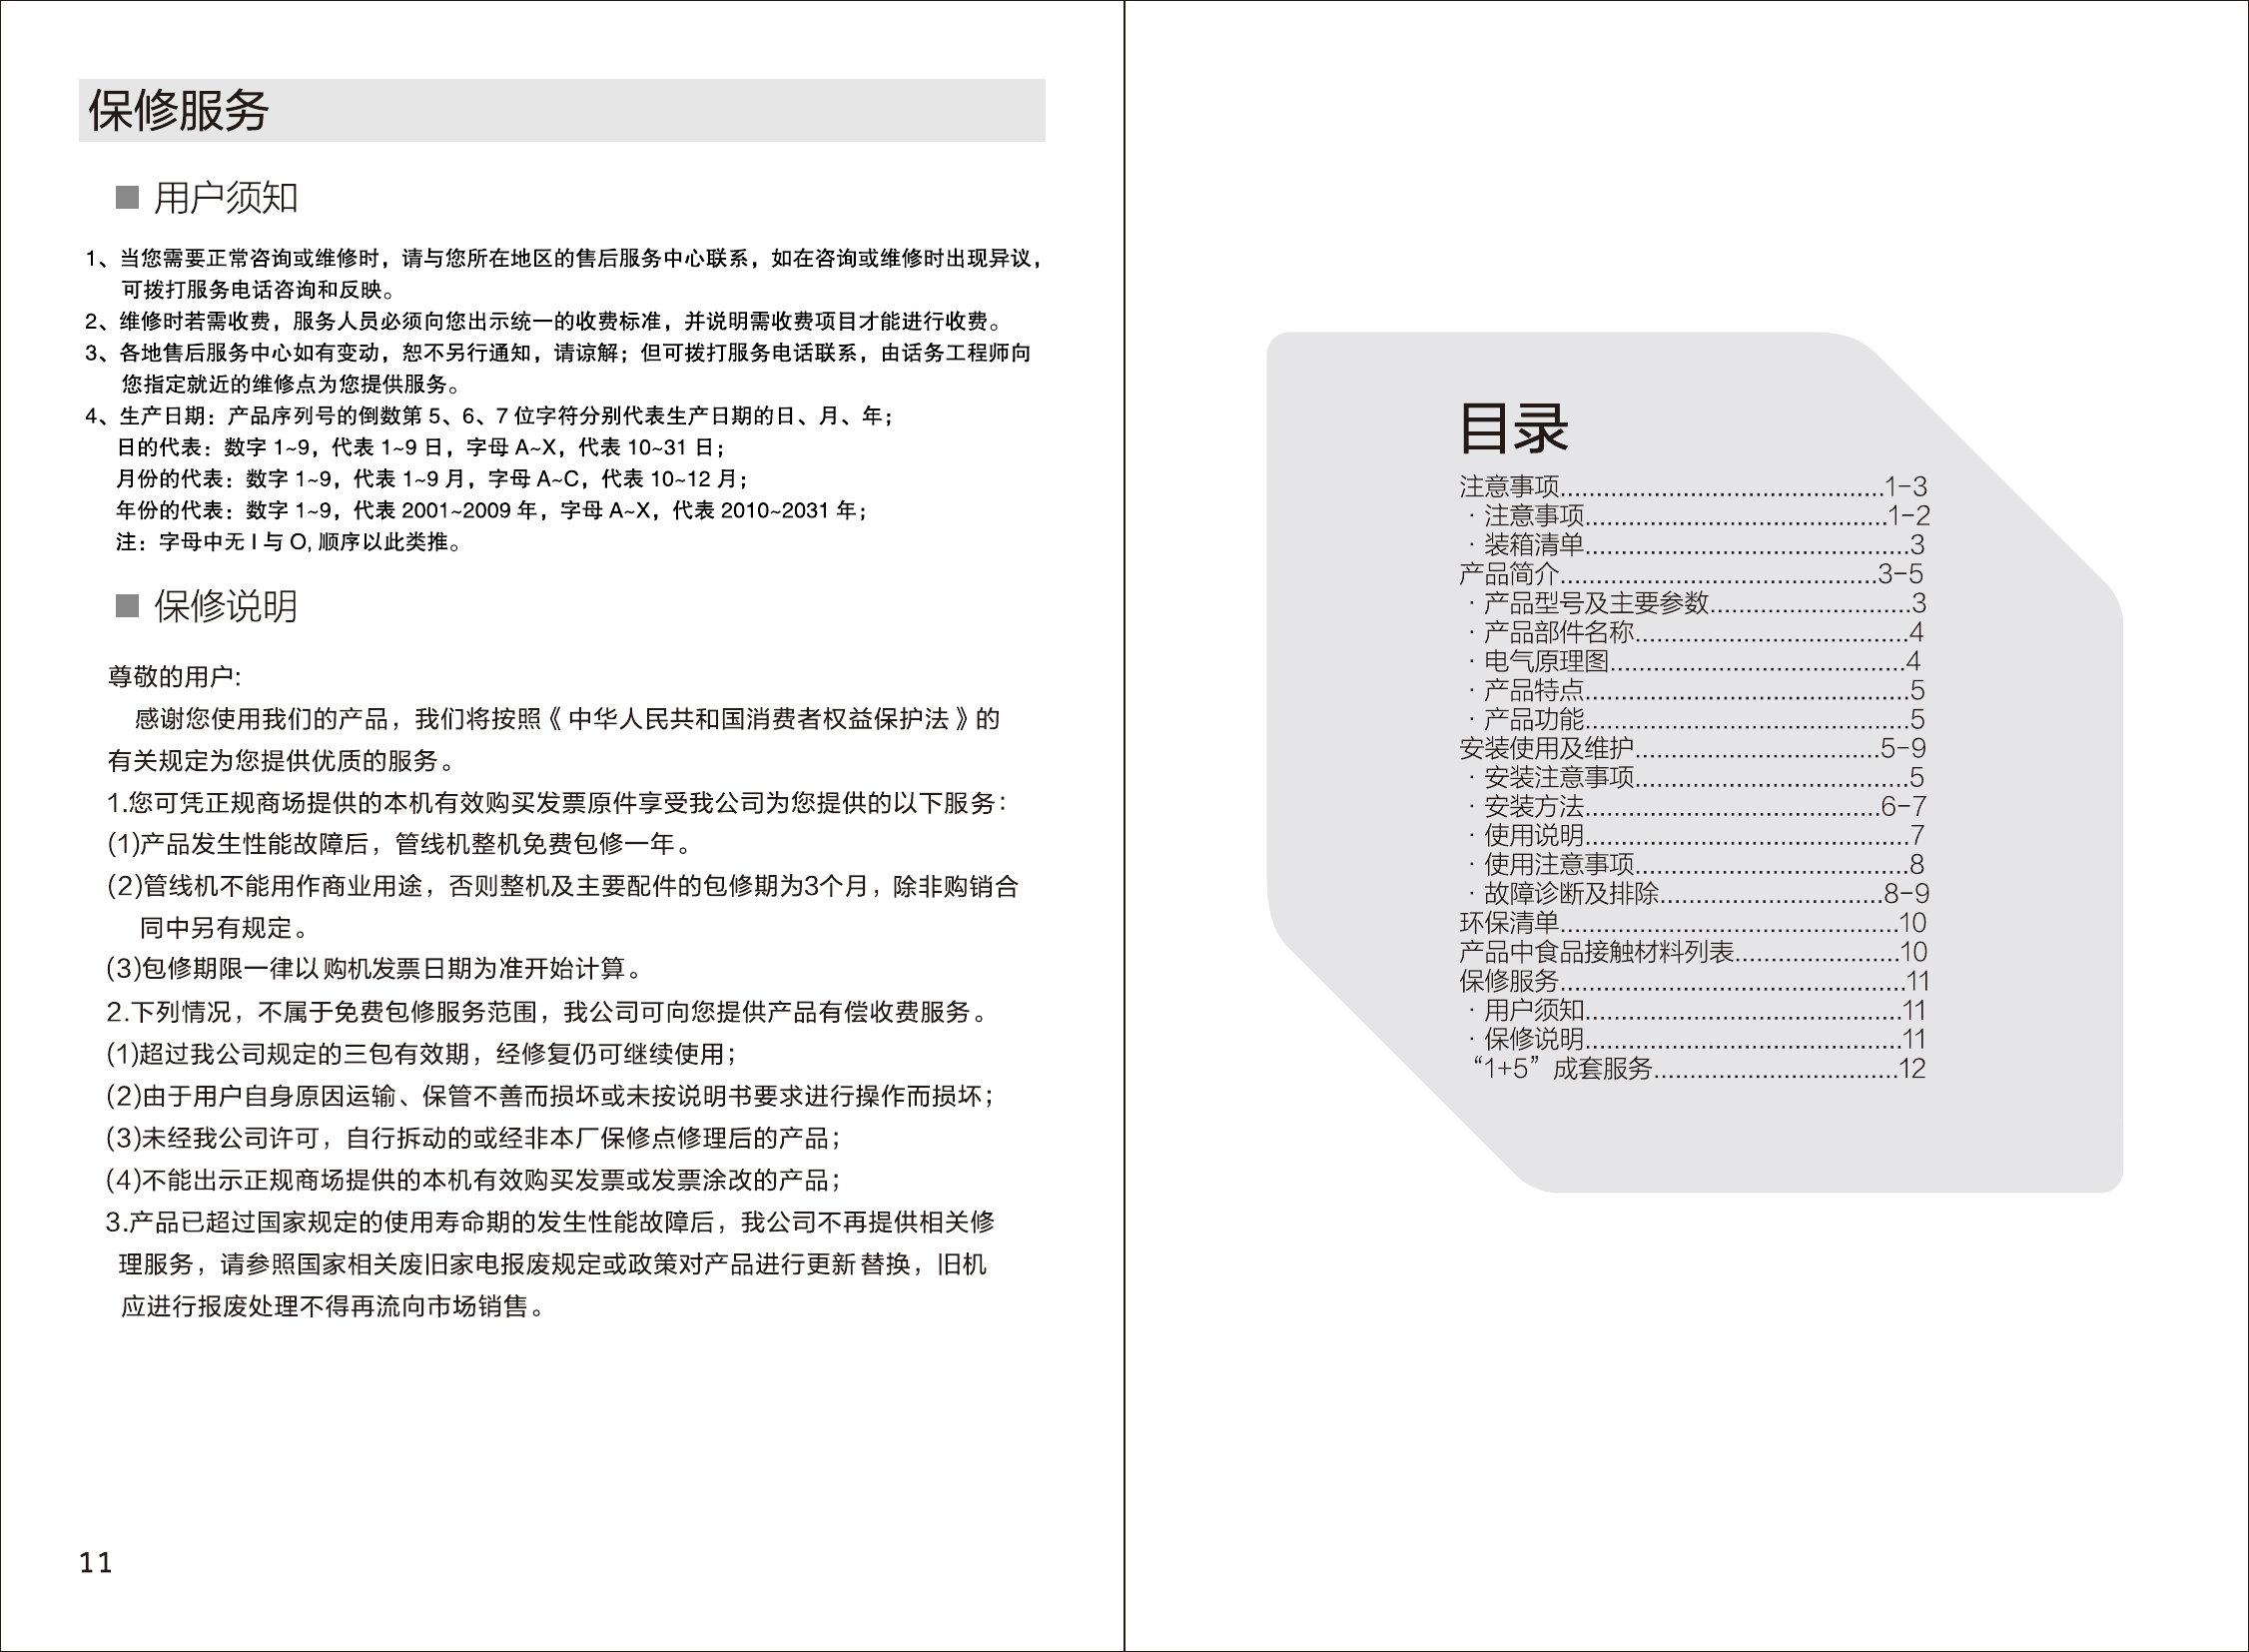 保修服务
用户须知
1、当您需要正常咨询或维修时，请与您所在地区的售后服务中心联系，如在咨询或维修时出现异议，
可拨打服务电话咨询和反映。
2、维修时若需收费，服务人员必须向您出示统一的收费标准，并说明需收费项目才能进行收费。
3、各地售后服务中心如有变动，恕不另行通知，请谅解；但可拨打服务电话联系，由话务工程师向
您指定就近的维修点为您提供服务。
4、生产日期：产品序列号的倒数第 5、6、7 位字符分别代表生产日期的日、月、年；
日的代表：数字 1~9，代表 1~9 日，字母 A~X，代表 10~31 日；
月份的代表：数字 1~9，代表 1~9 月，字母 A~C，代表 10~12 月；
年份的代表：数字 1~9，代表 2001~2009 年，字母 A~X，代表 2010~2031 年；
注：字母中无 I 与 O, 顺序以此类推。
保修说明
尊敬的用户:
感谢您使用我们的产品，我们将按照《中华人民共和国消费者权益保护法》的
有关规定为您提供优质的服务。
1.您可凭正规商场提供的本机有效购买发票原件享受我公司为您提供的以下服务：
(1)产品发生性能故障后，管线机整机免费包修一年。
(2)管线机不能用作商业用途，否则整机及主要配件的包修期为3个月，除非购销合
同中另有规定。
(3)包修期限一律以购机发票日期为准开始计算。
2.下列情况，不属于免费包修服务范围，我公司可向您提供产品有偿收费服务。
(1)超过我公司规定的三包有效期，经修复仍可继续使用；
(2)由于用户自身原因运输、保管不善而损坏或未按说明书要求进行操作而损坏；
(3)未经我公司许可，自行拆动的或经非本厂保修点修理后的产品；
(4)不能出示正规商场提供的本机有效购买发票或发票涂改的产品；
3.产品已超过国家规定的使用寿命期的发生性能故障后，我公司不再提供相关修
理服务，请参照国家相关废旧家电报废规定或政策对产品进行更新替换，旧机
应进行报废处理不得再流向市场销售。
11
目录
注意事项.............................................1-3
·注意事项..........................................1-2
·装箱清单.............................................3
产品简介............................................3-5
·产品型号及主要参数............................3
·产品部件名称......................................4
·电气原理图.........................................4
·产品特点.............................................5
·产品功能.............................................5
安装使用及维护..................................5-9
·安装注意事项......................................5
·安装方法.........................................6-7
·使用说明.............................................7
·使用注意事项......................................8
·故障诊断及排除...............................8-9
环保清单...............................................10
产品中食品接触材料列表.......................10
保修服务................................................11
·用户须知............................................11
·保修说明............................................11
“1+5”成套服务..................................12